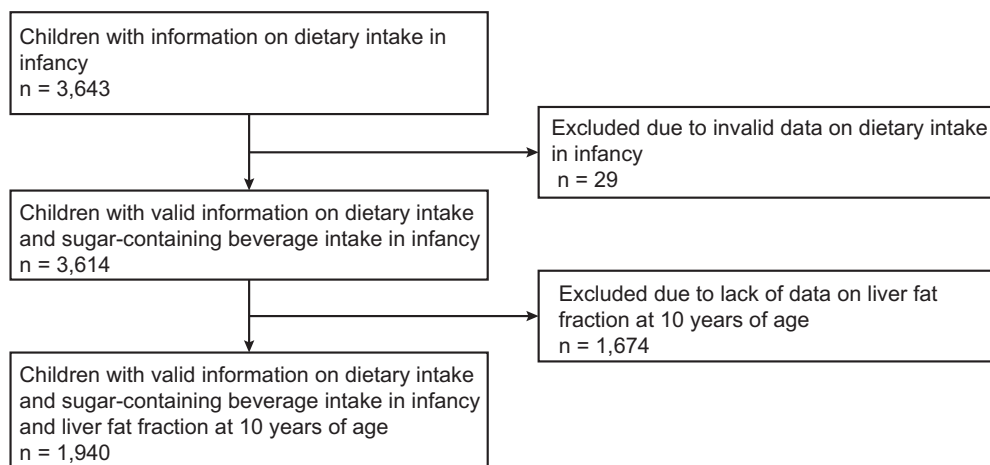 Children with information on dietary intake in
infancy
n = 3,643
Excluded due to invalid data on dietary intake
in infancy
n = 29
Children with valid information on dietary intake
and sugar-containing beverage intake in infancy
n = 3,614
Excluded due to lack of data on liver fat
fraction at 10 years of age
n = 1,674
Children with valid information on dietary intake
and sugar-containing beverage intake in infancy
and liver fat fraction at 10 years of age
n = 1,940